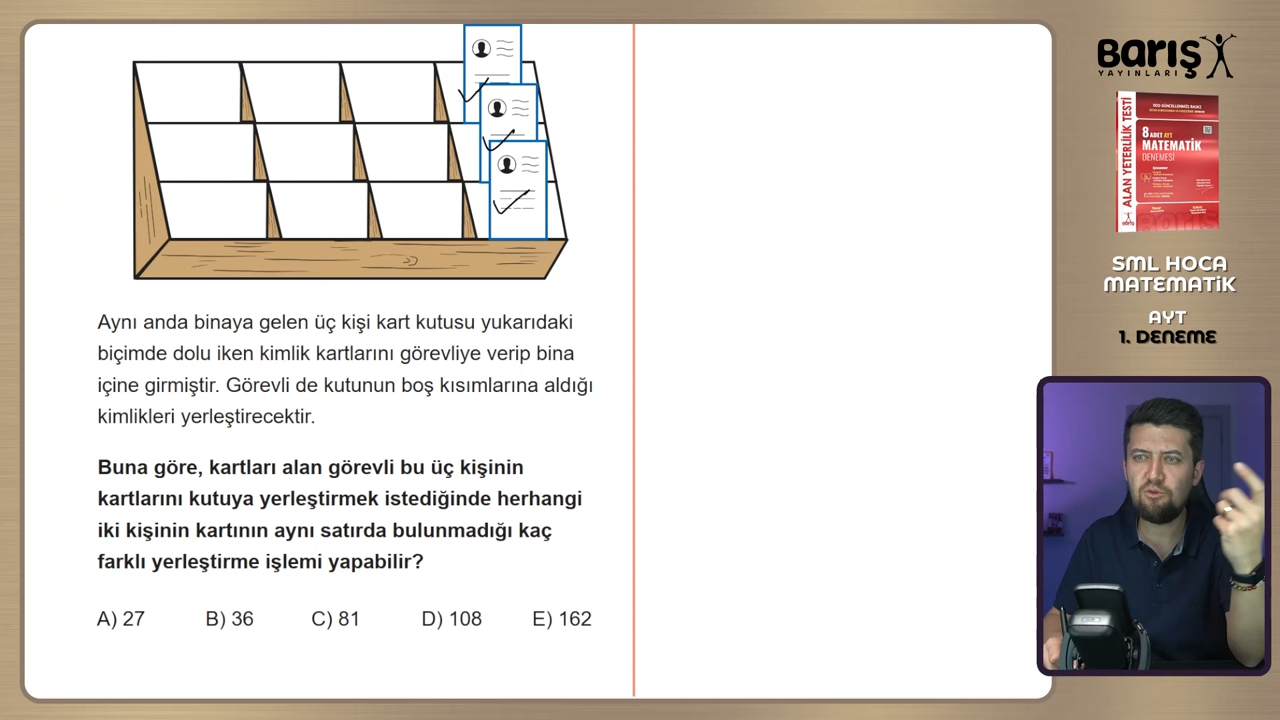 Aynı anda binaya gelen üç kişi kart kutusu yukarıdaki
biçimde dolu iken kimlik kartlarını görevliye verip bina
içine girmiştir. Görevli de kutunun boş kısımlarına aldığı
kimlikleri yerleştirecektir.
Buna göre, kartları alan görevli bu üç kişinin
kartlarını kutuya yerleştirmek istediğinde herhangi
iki kişinin kartının aynı satırda bulunmadığı kaç
farklı yerleştirme işlemi yapabilir?
A) 27 B) 36 C) 81 D) 108 E) 162
Barış
YAYINLARI
ALAN YETERLİLİK TESTİ
8 ADET AYT
MATEMATİK
DENEMESİ
Barış
SML HOCA
MATEMATİK
AYT
1. DENEME